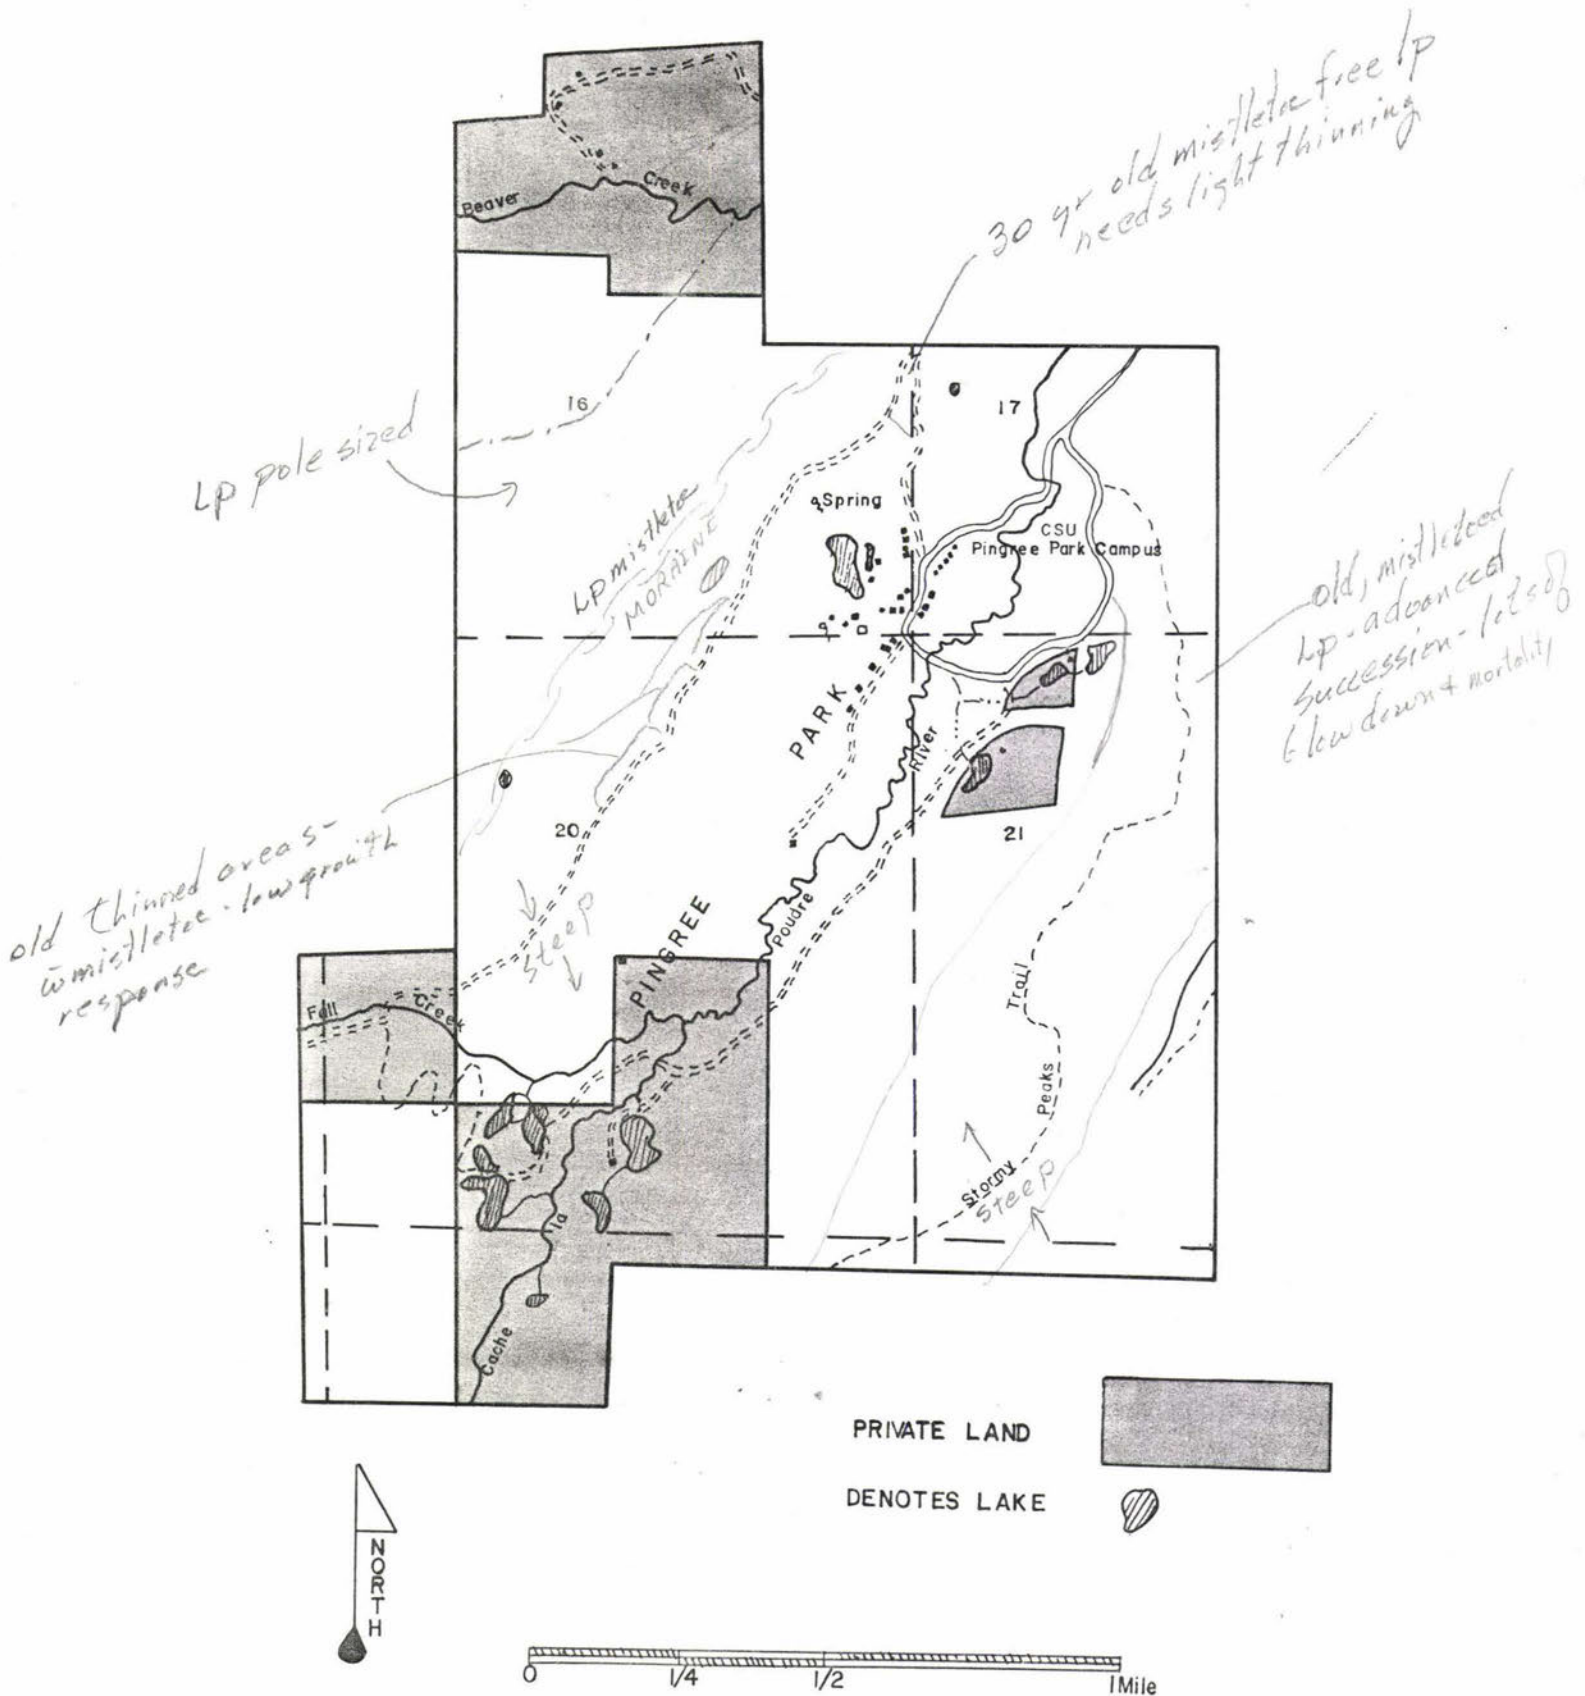 30 yr old mistletoe free lp
needs light thinning
Beaver Creek
16
17
Lp pole sized
Spring
CSU
Pingree Park Campus
Lp mistletoe
MORAINE
old, mistletoed
Lp - advanced
succession - lots of
blowdown & mortality
PINGREE PARK
River
20
21
old thinned areas -
w̄ mistletoe - low growth
response
steep
Poudre
Fall Creek
Trail
Peaks
Stormy
steep
la
Cache
PRIVATE LAND
DENOTES LAKE
NORTH
0 1/4 1/2 1 Mile